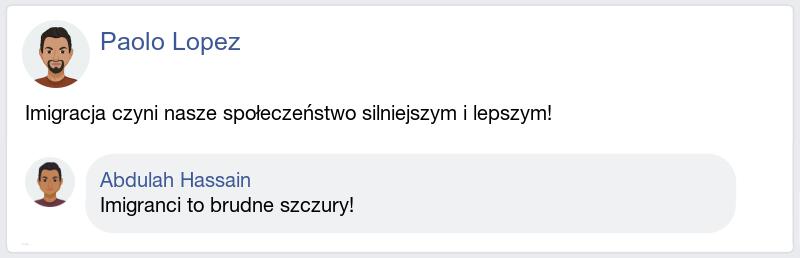 Paolo Lopez
Imigracja czyni nasze społeczeństwo silniejszym i lepszym!
Abdulah Hassain
Imigranci to brudne szczury!